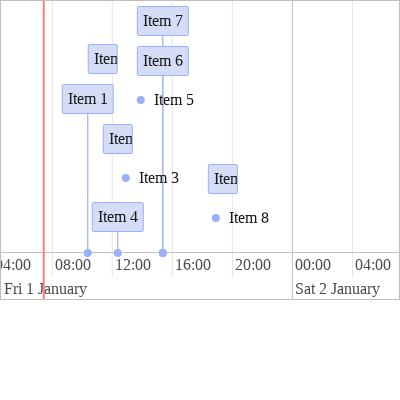 Item 7
Iten
Item 6
Item 1
Item 5
Iten
Item 3
Iten
Item 4
Item 8
4:00
08:00
12:00
16:00
20:00
00:00
04:00
Fri 1 January
Sat 2 January